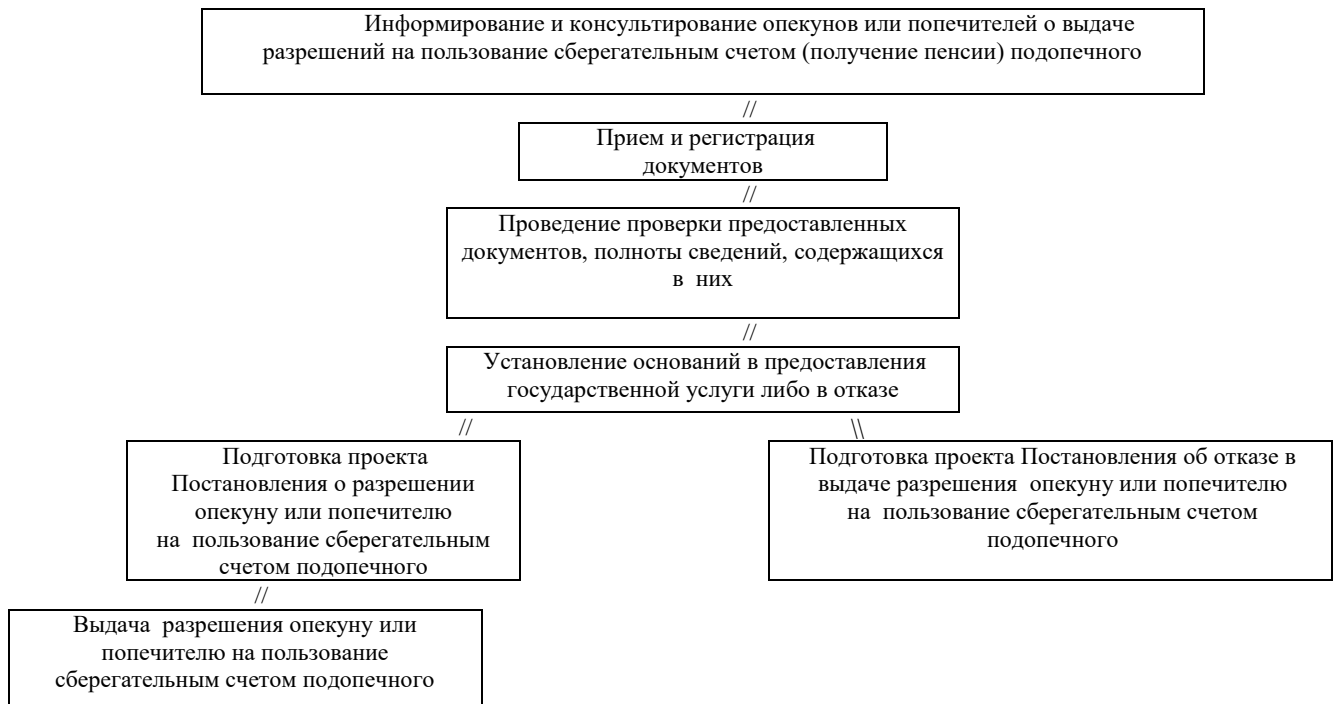 Информирование и консультирование опекунов или попечителей о выдаче
разрешений на пользование сберегательным счетом (получение пенсии) подопечного
//
Прием и регистрация
документов
//
Проведение проверки предоставленных
документов, полноты сведений, содержащихся
в них
//
Установление оснований в предоставления
государственной услуги либо в отказе
//
\\
Подготовка проекта
Постановления о разрешении
опекуну или попечителю
на пользование сберегательным
счетом подопечного
Подготовка проекта Постановления об отказе в
выдаче разрешения опекуну или попечителю
на пользование сберегательным счетом
подопечного
//
Выдача разрешения опекуну или
попечителю на пользование
сберегательным счетом подопечного